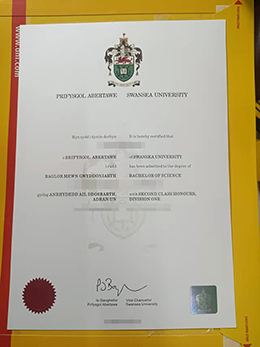 PRIFYSGOL ABERTAWE SWANSEA UNIVERSITY
It is hereby certified that
PRIFYSGOL ABERTAWE
of SWANSEA UNIVERSITY
has been admitted to the degree of
BAGLOR MEWN GWYDDONIAETH
BACHELOR OF SCIENCE
gydag ANRHYDEDD AIL DDOSBARTH,
ADRAN UN
with SECOND CLASS HONOURS,
DIVISION ONE
Is-Ganghellor
Prifysgol Abertawe
Vice Chancellor
Swansea University